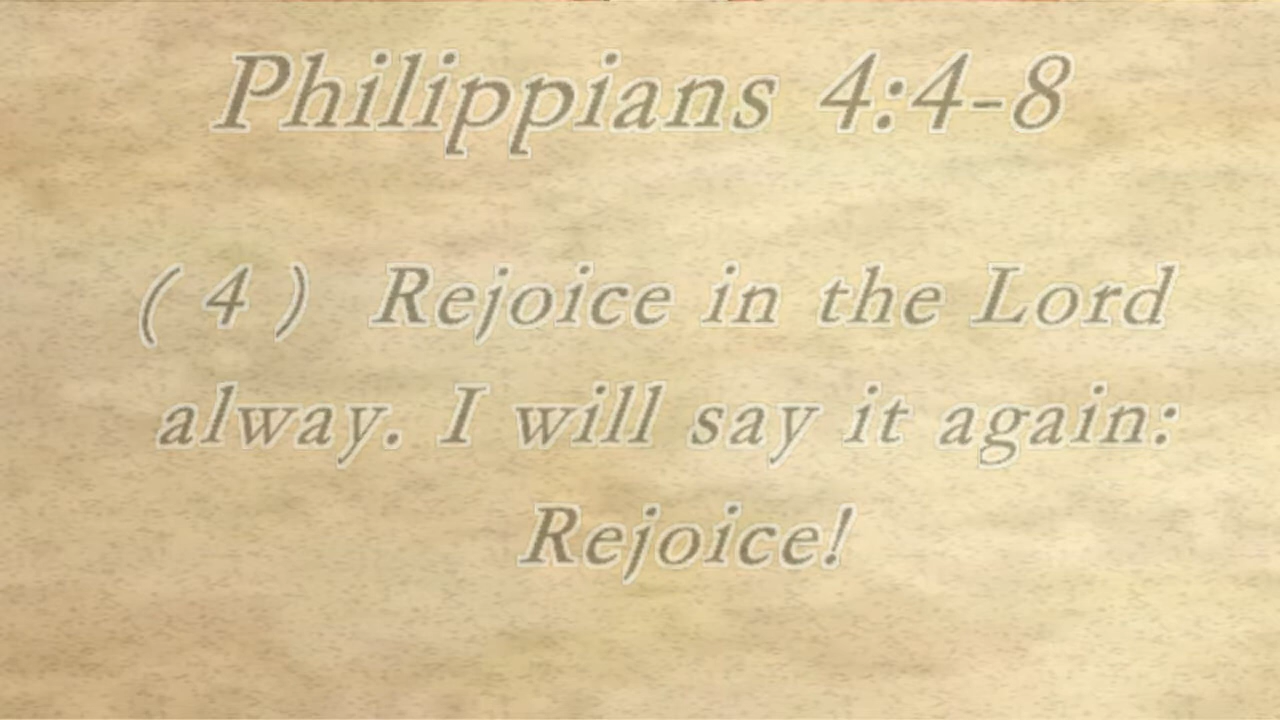 Philippians 4:4-8
( 4 ) Rejoice in the Lord
alway. I will say it again:
Rejoice!